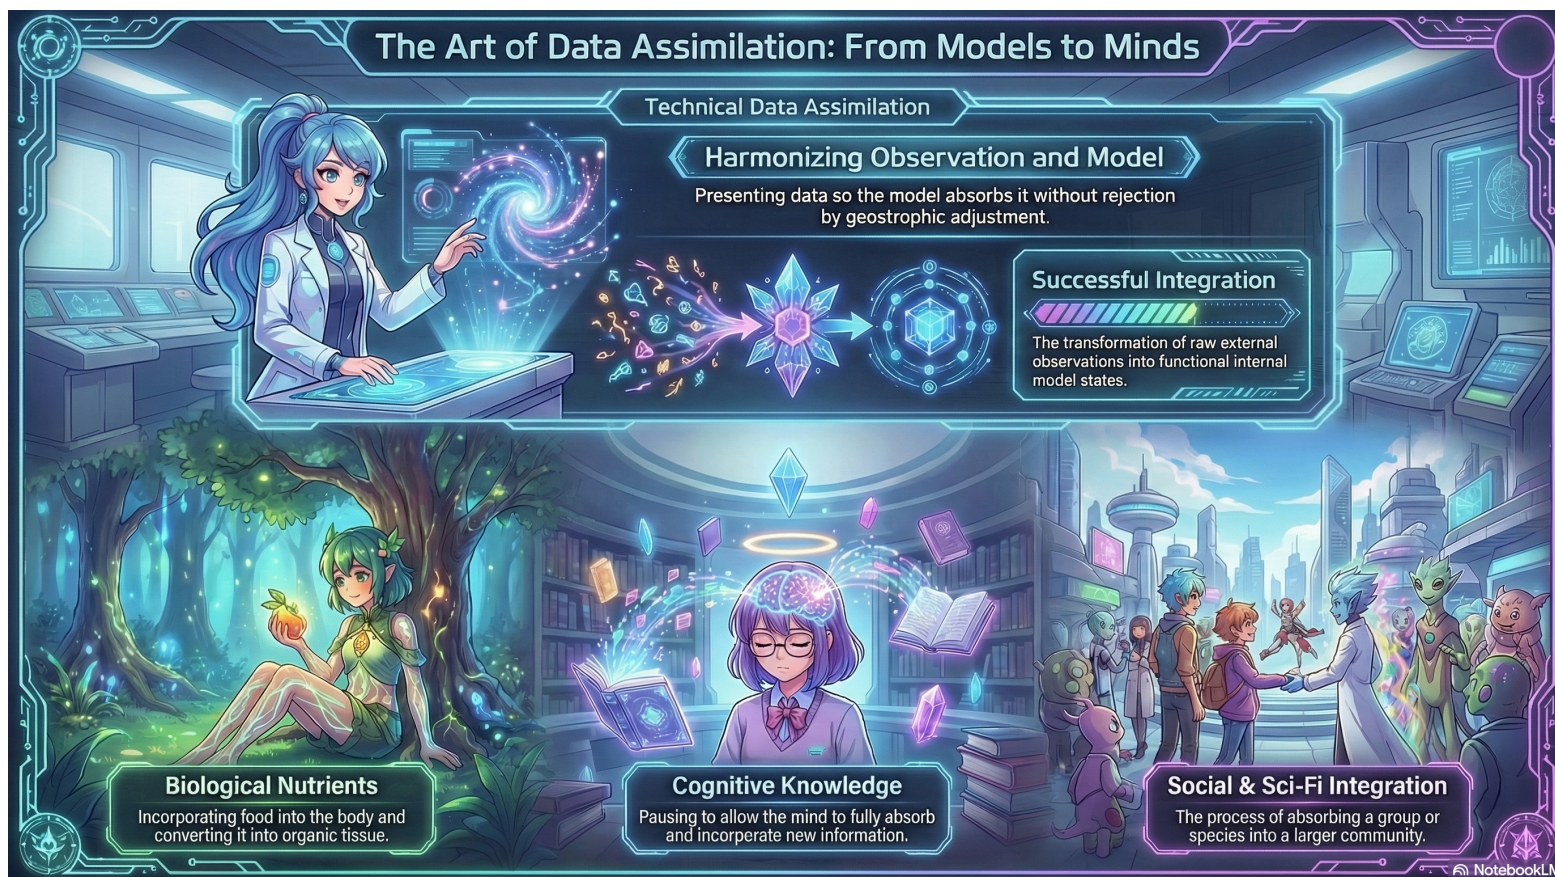 The Art of Data Assimilation: From Models to Minds
Technical Data Assimilation
Harmonizing Observation and Model
Presenting data so the model absorbs it without rejection
by geostrophic adjustment.
Successful Integration
The transformation of raw external
observations into functional internal
model states.
Biological Nutrients
Incorporating food into the body and
converting it into organic tissue.
Cognitive Knowledge
Pausing to allow the mind to fully absorb
and incorperate new information.
Social & Sci-Fi Integration
The process of absorbing a group or
species into a larger community.
NotebookLM